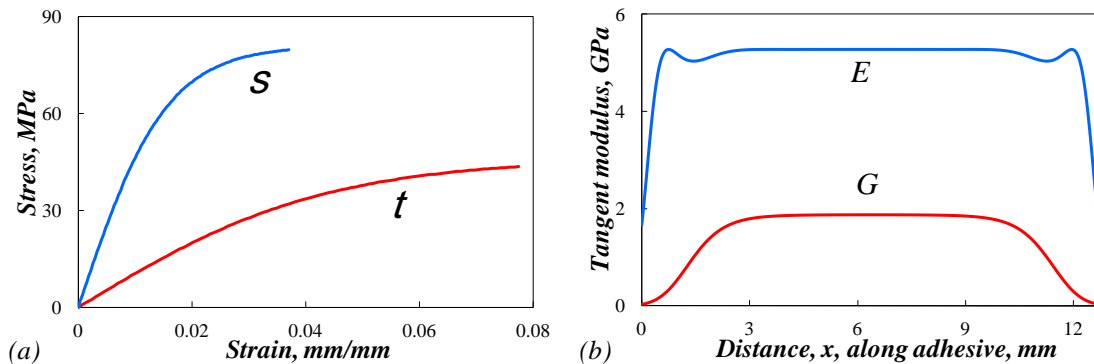 90
60
30
0
0
0.02
0.04
0.06
0.08
Stress, MPa
Strain, mm/mm
s
t
(a)
6
4
2
0
0
3
6
9
12
Tangent modulus, GPa
Distance, x, along adhesive, mm
E
G
(b)